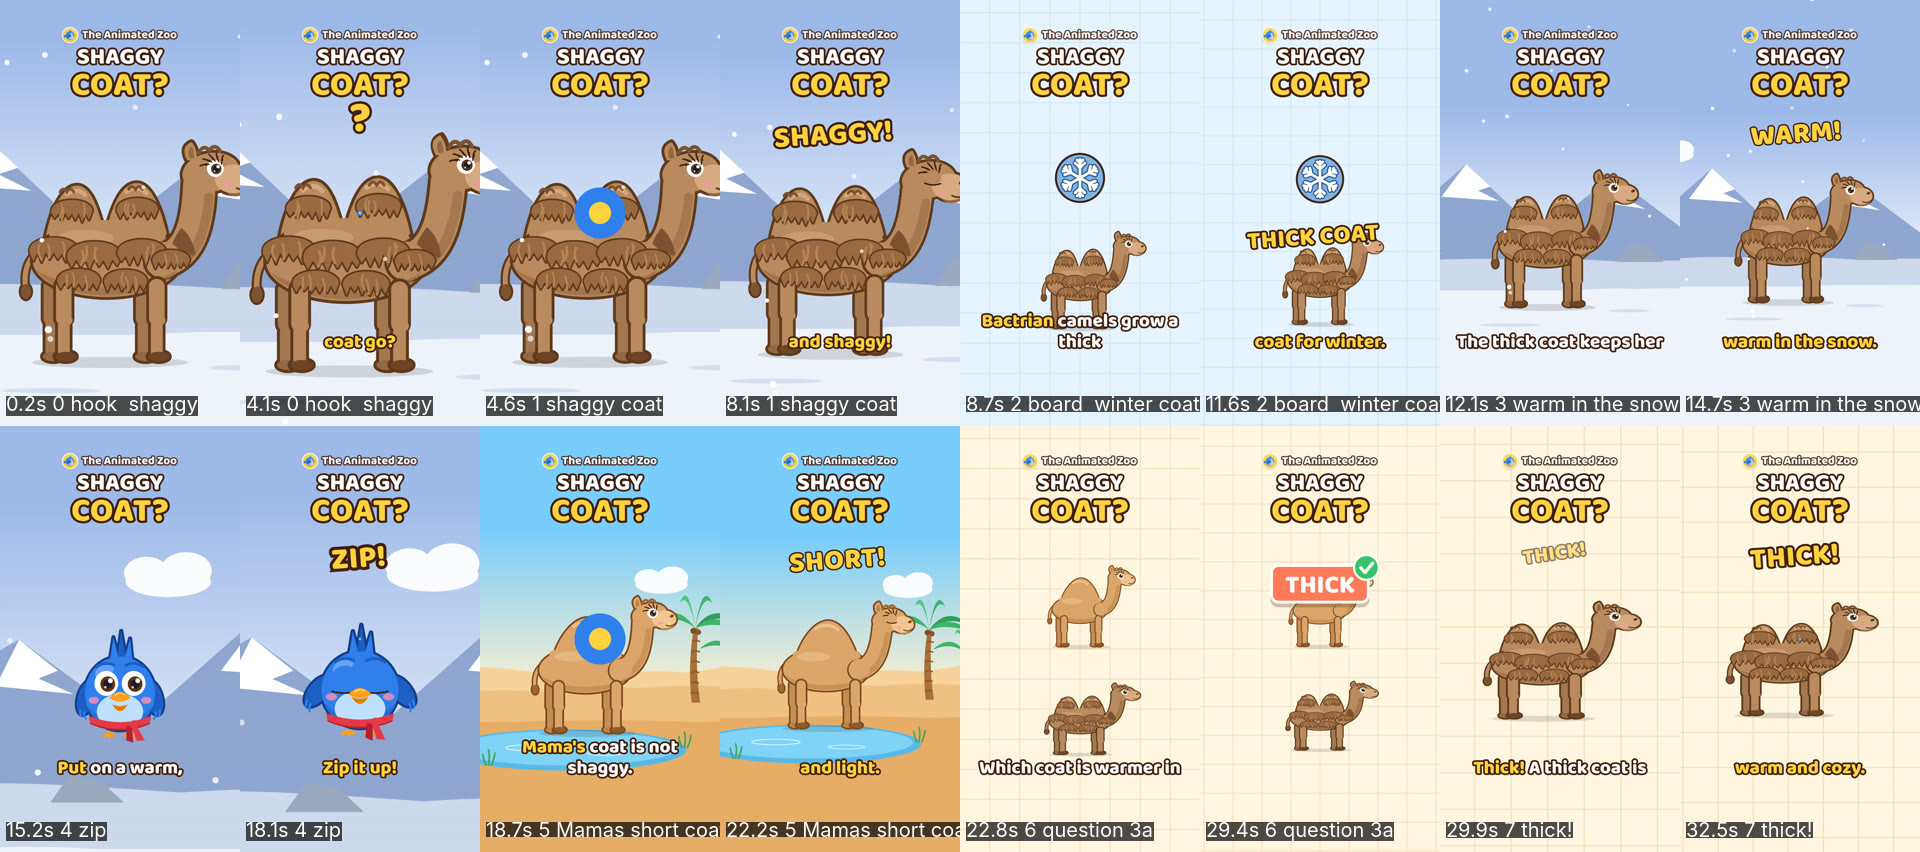 The Animated Zoo
SHAGGY
COAT?
0.2s 0 hook shaggy
The Animated Zoo
SHAGGY
COAT?
?
coat go?
4.1s 0 hook shaggy
The Animated Zoo
SHAGGY
COAT?
4.6s 1 shaggy coat
The Animated Zoo
SHAGGY
COAT?
SHAGGY!
and shaggy!
8.1s 1 shaggy coat
The Animated Zoo
SHAGGY
COAT?
Bactrian camels grow a
thick
8.7s 2 board winter coat
The Animated Zoo
SHAGGY
COAT?
THICK COAT
coat for winter.
11.6s 2 board winter coa
The Animated Zoo
SHAGGY
COAT?
The thick coat keeps her
12.1s 3 warm in the snow
The Animated Zoo
SHAGGY
COAT?
WARM!
warm in the snow.
14.7s 3 warm in the snow
The Animated Zoo
SHAGGY
COAT?
Put on a warm,
15.2s 4 zip
The Animated Zoo
SHAGGY
COAT?
ZIP!
Zip it up!
18.1s 4 zip
The Animated Zoo
SHAGGY
COAT?
Mama's coat is not
shaggy.
18.7s 5 Mamas short coa
The Animated Zoo
SHAGGY
COAT?
SHORT!
and light.
22.2s 5 Mamas short coa
The Animated Zoo
SHAGGY
COAT?
Which coat is warmer in
22.8s 6 question 3a
The Animated Zoo
SHAGGY
COAT?
THICK
29.4s 6 question 3a
The Animated Zoo
SHAGGY
COAT?
THICK!
Thick! A thick coat is
29.9s 7 thick!
The Animated Zoo
SHAGGY
COAT?
THICK!
warm and cozy.
32.5s 7 thick!